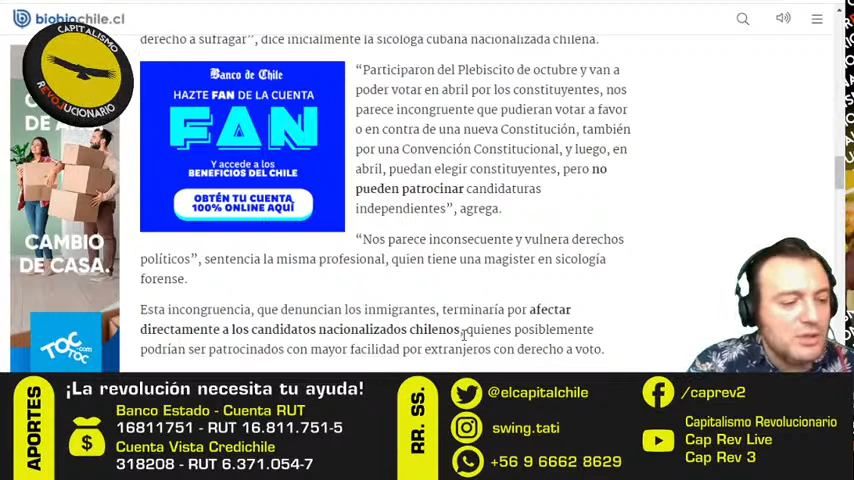 biobiochile.cl
CAPITALISMO
REVOLUCIONARIO
derecho a sufragar”, dice inicialmente la sicóloga cubana nacionalizada chilena.
Banco de Chile
HAZTE FAN DE LA CUENTA
FAN
Y accede a los
BENEFICIOS DEL CHILE
OBTÉN TU CUENTA
100% ONLINE AQUÍ
“Participaron del Plebiscito de octubre y van a
poder votar en abril por los constituyentes, nos
parece incongruente que pudieran votar a favor
o en contra de una nueva Constitución, también
por una Convención Constitucional, y luego, en
abril, puedan elegir constituyentes, pero no
pueden patrocinar candidaturas
independientes”, agrega.
“Nos parece inconsecuente y vulnera derechos
políticos”, sentencia la misma profesional, quien tiene una magister en sicología
forense.
Esta incongruencia, que denuncian los inmigrantes, terminaría por afectar
directamente a los candidatos nacionalizados chilenos, quienes posiblemente
podrían ser patrocinados con mayor facilidad por extranjeros con derecho a voto.
CAMBIO
DE CASA.
TOC
TOC.com
APORTES
¡La revolución necesita tu ayuda!
Banco Estado - Cuenta RUT
16811751 - RUT 16.811.751-5
Cuenta Vista Credichile
318208 - RUT 6.371.054-7
RR. SS.
@elcapitalchile
swing.tati
+56 9 6662 8629
/caprev2
Capitalismo Revolucionario
Cap Rev Live
Cap Rev 3